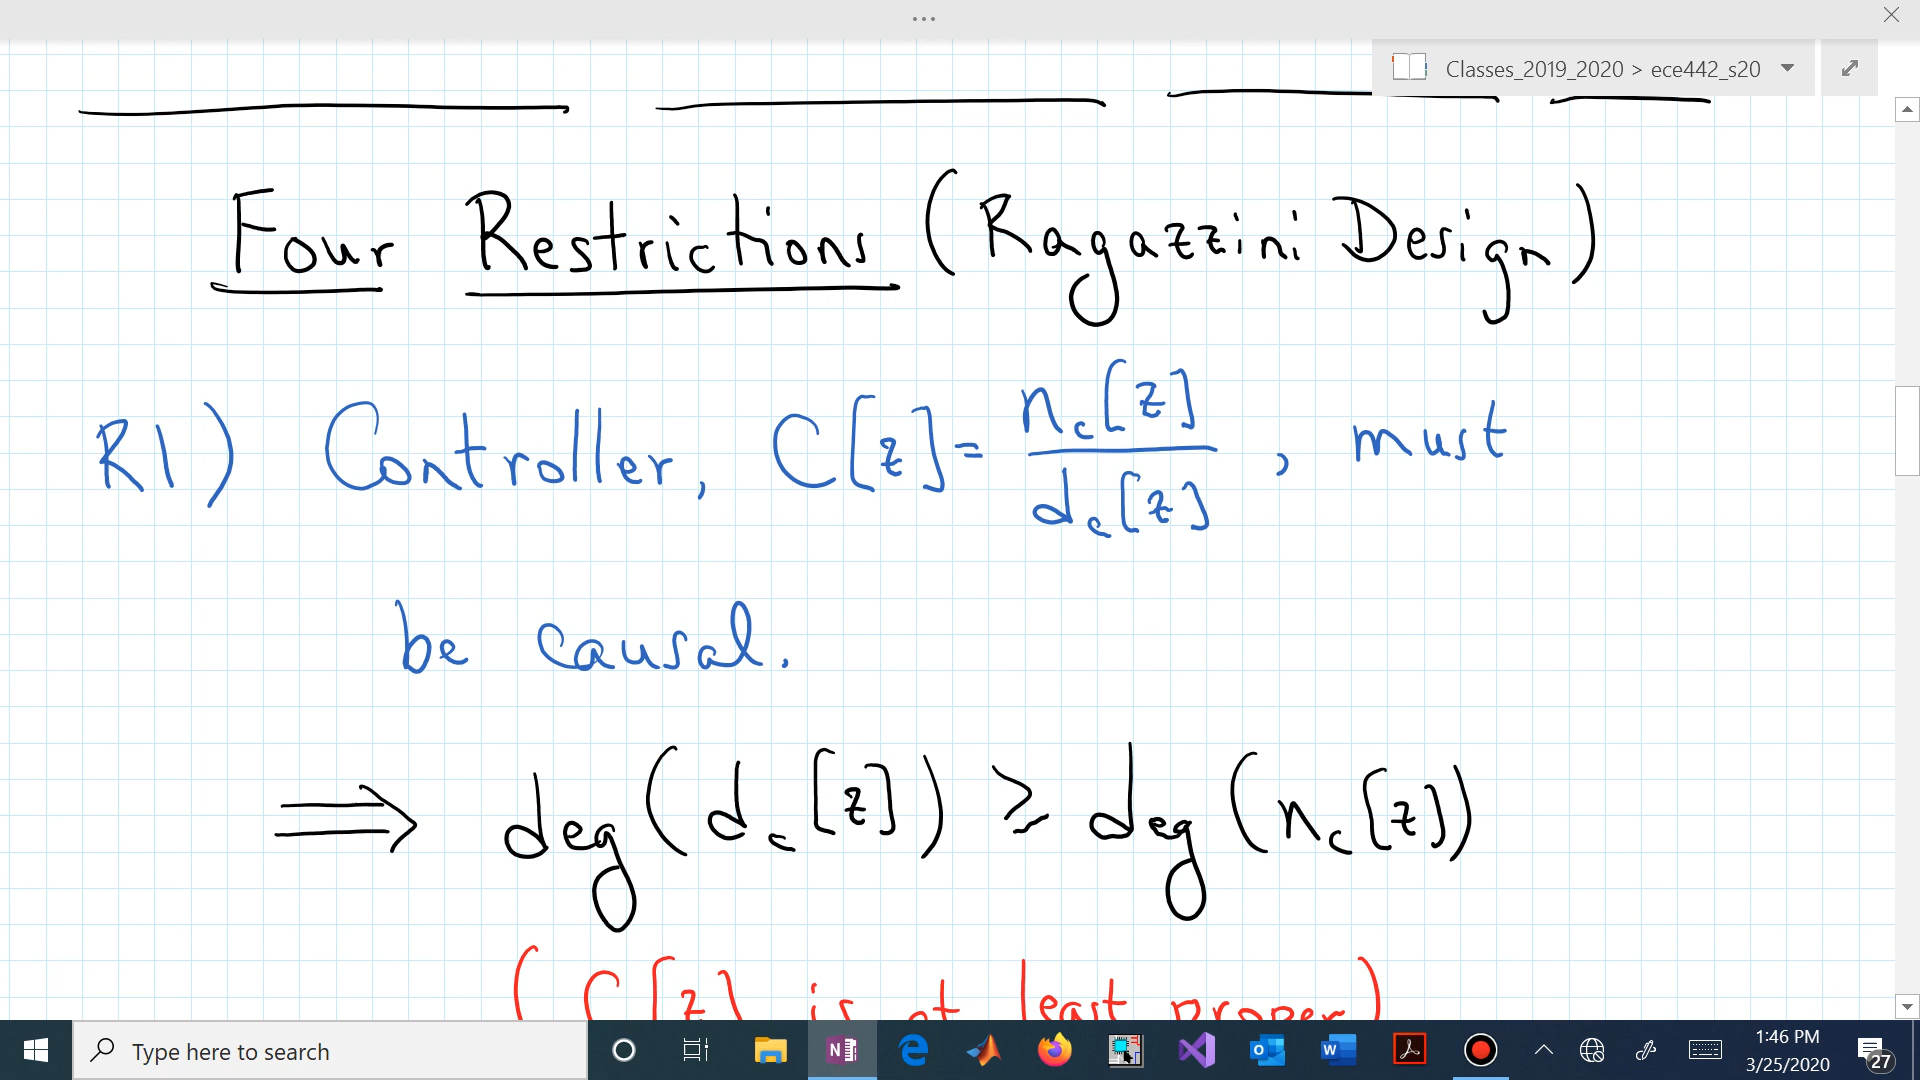 Classes_2019_2020 > ece442_s20
Four Restrictions (Ragazzini Design)
R1) Controller, C[z] = n_c[z] / d_c[z], must
be causal.
⟹ deg(d_c[z]) ≥ deg(n_c[z])
(C[z] is at least proper)
Type here to search
1:46 PM
3/25/2020
27